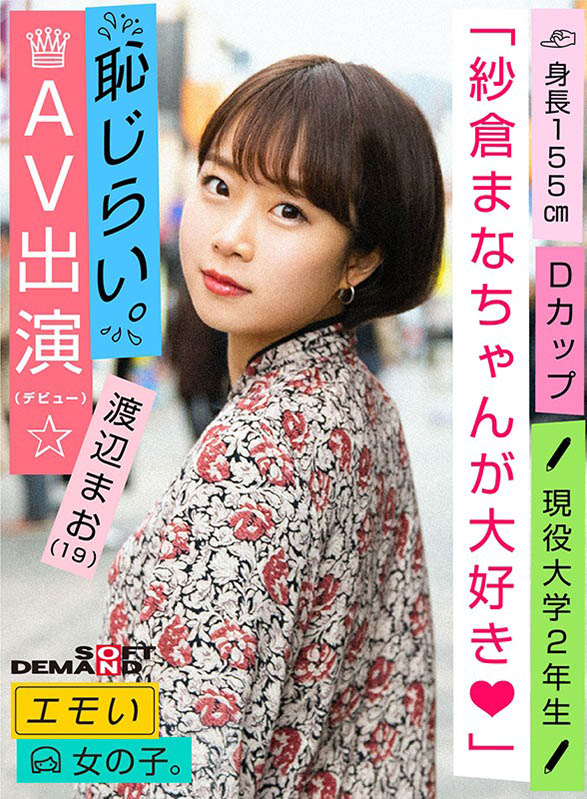 恥じらい。
AV出演
(デビュー)
☆
渡辺まお
(19)
「紗倉まなちゃんが大好き♥」
身長155㎝
Dカップ
現役大学2年生
SOFT
ON
DEMAND
エモい
女の子。